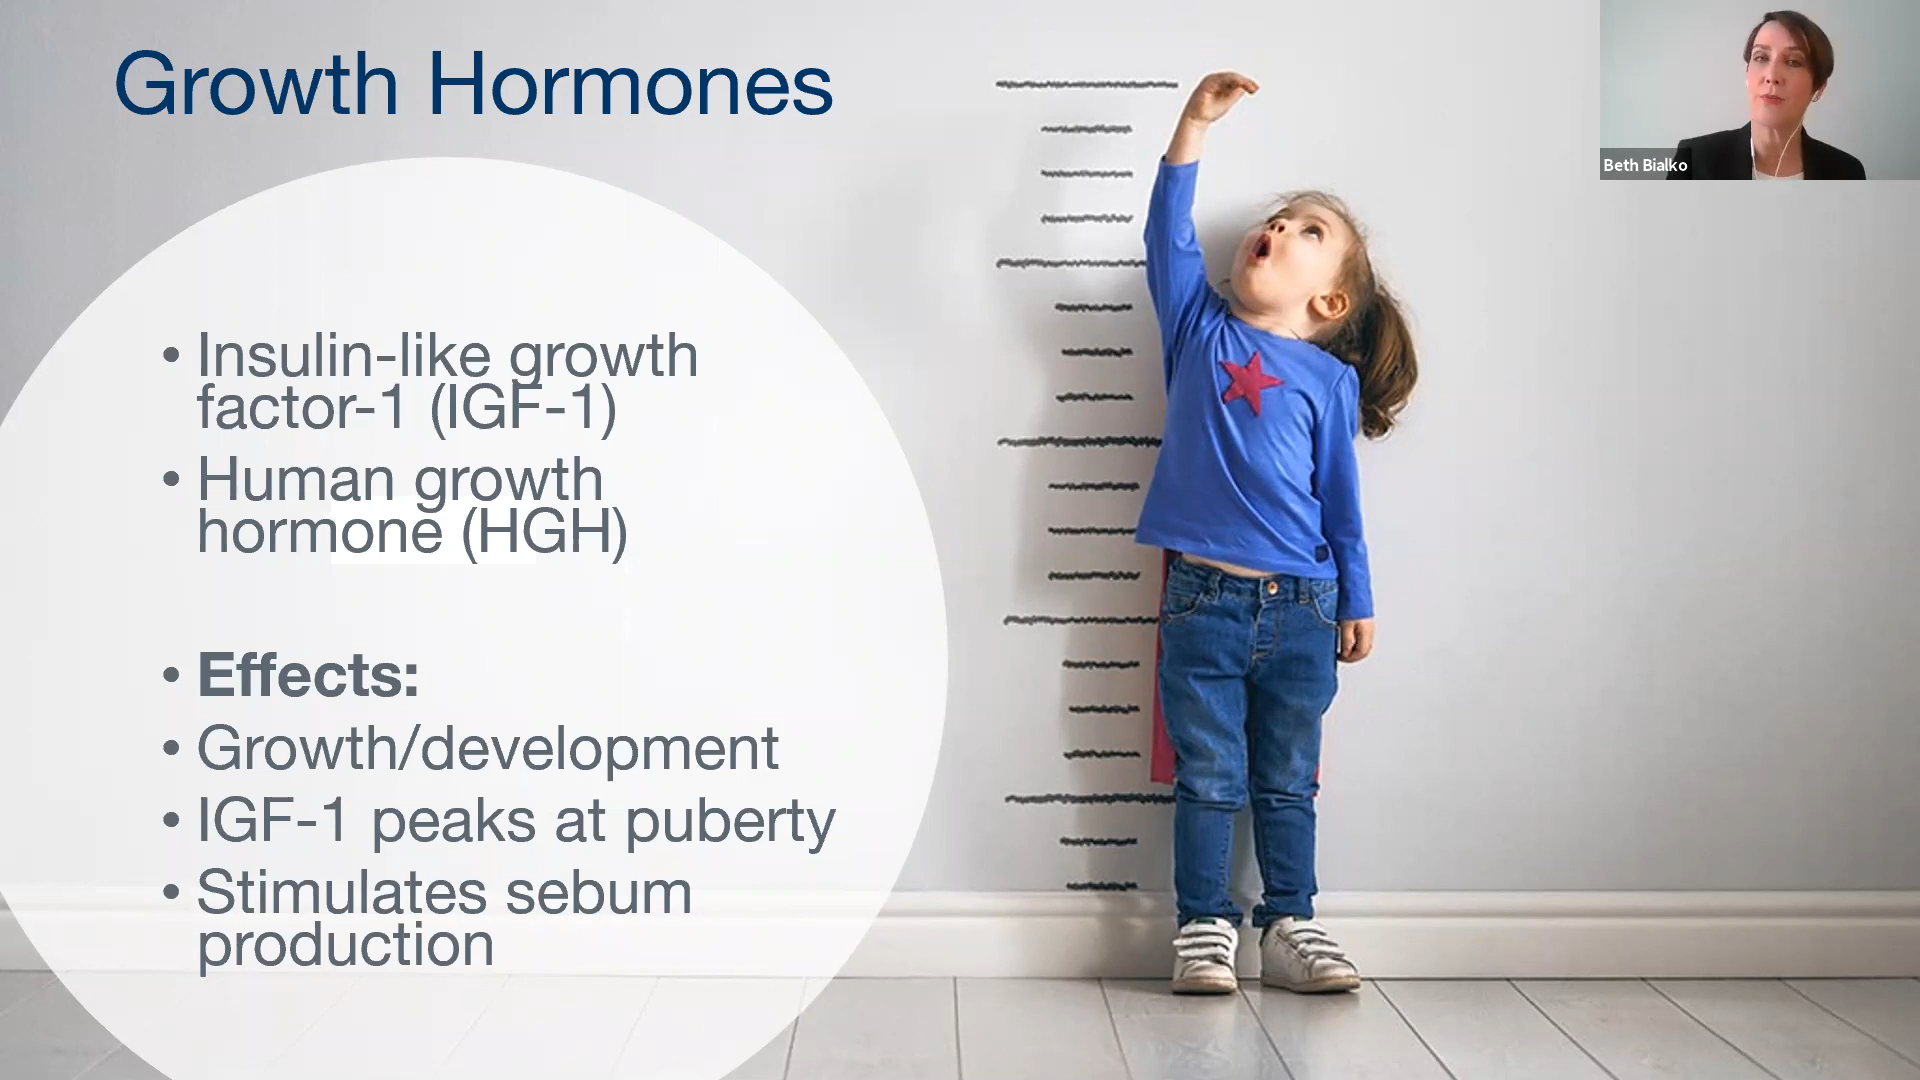 Growth Hormones
Beth Bialko
• Insulin-like growth
factor-1 (IGF-1)
• Human growth
hormone (HGH)
• Effects:
• Growth/development
• IGF-1 peaks at puberty
• Stimulates sebum
production